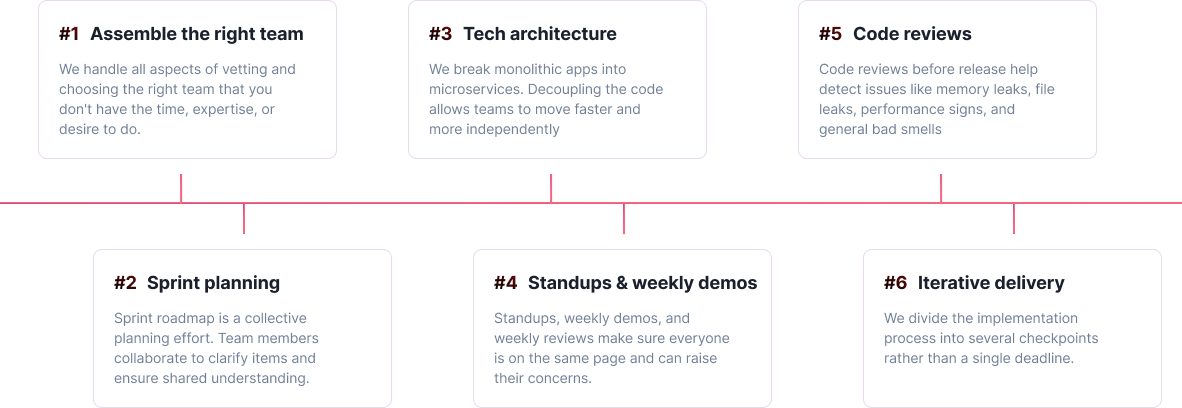 #1 Assemble the right team
We handle all aspects of vetting and
choosing the right team that you
don't have the time, expertise, or
desire to do.
#2 Sprint planning
Sprint roadmap is a collective
planning effort. Team members
collaborate to clarify items and
ensure shared understanding.
#3 Tech architecture
We break monolithic apps into
microservices. Decoupling the code
allows teams to move faster and
more independently
#4 Standups & weekly demos
Standups, weekly demos, and
weekly reviews make sure everyone
is on the same page and can raise
their concerns.
#5 Code reviews
Code reviews before release help
detect issues like memory leaks, file
leaks, performance signs, and
general bad smells
#6 Iterative delivery
We divide the implementation
process into several checkpoints
rather than a single deadline.